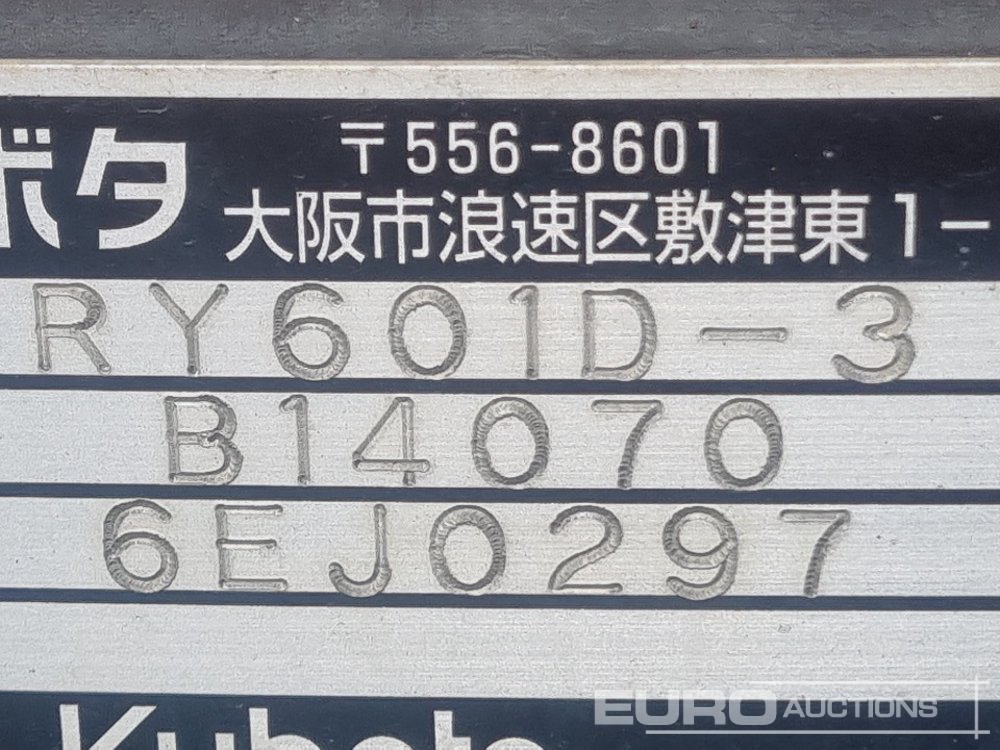 ボタ
〒556-8601
大阪市浪速区敷津東1-
RY601D-3
B14070
6EJ0297
Kubota
EURO AUCTIONS